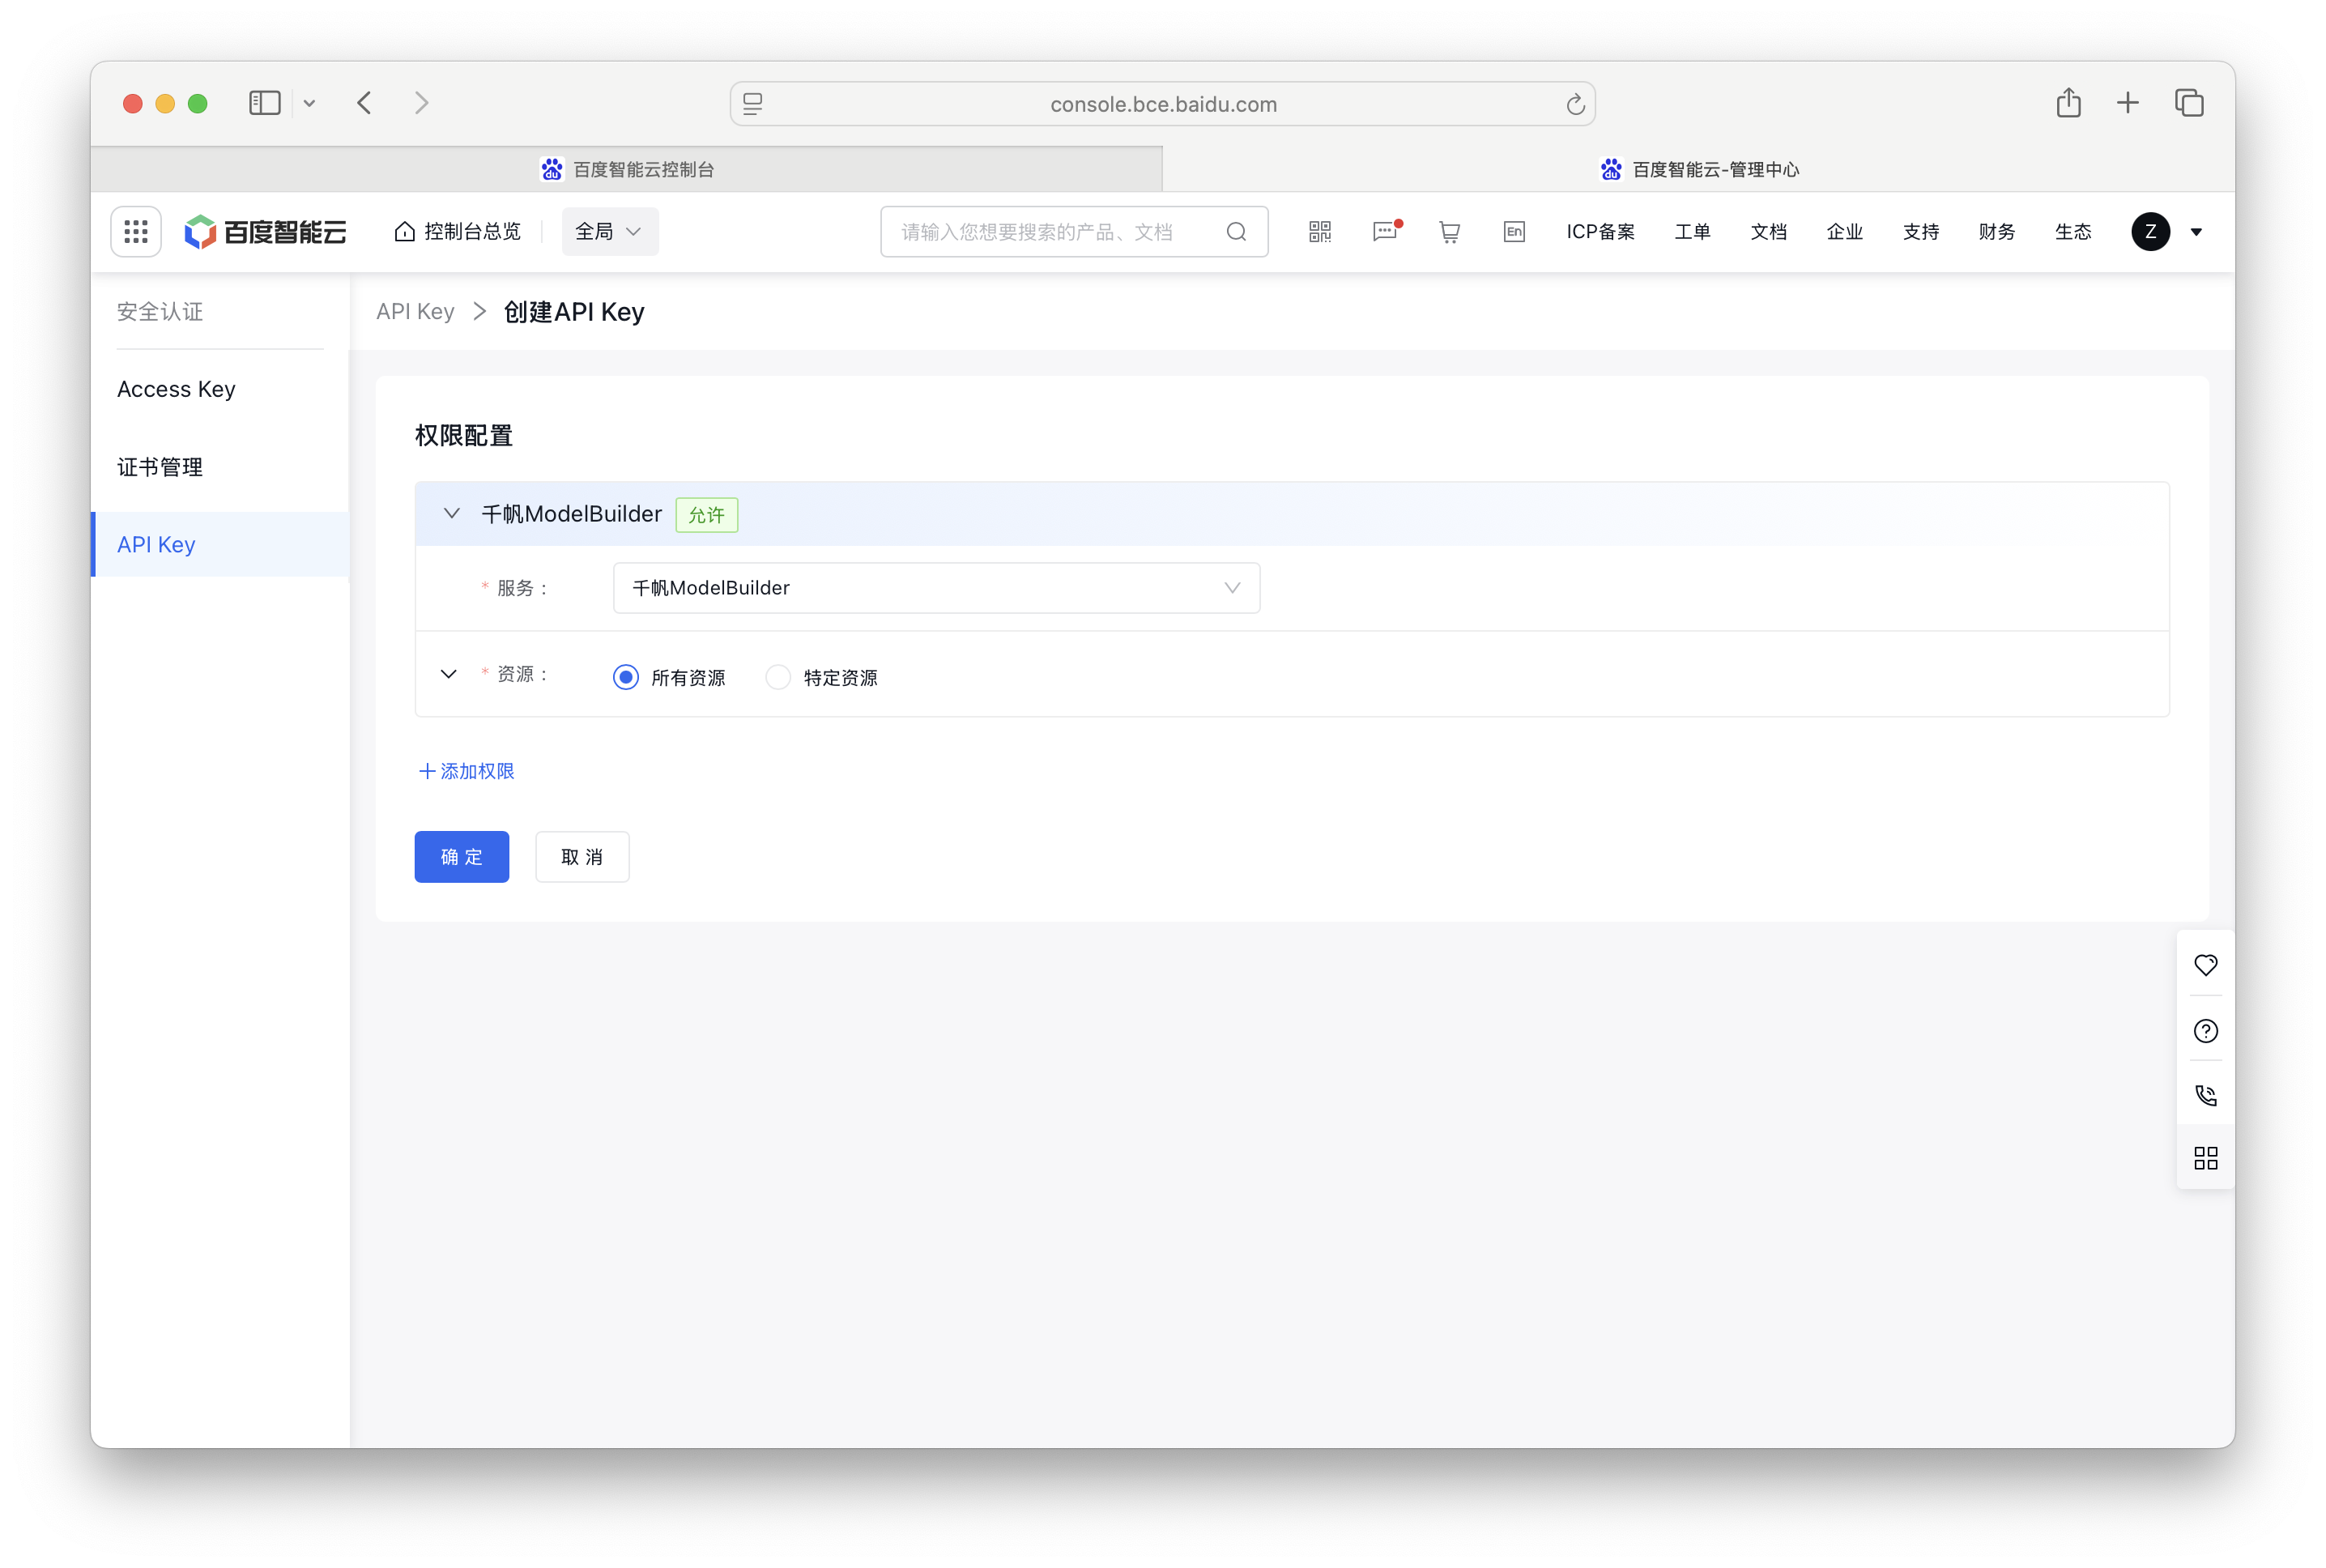 console.bce.baidu.com
百度智能云控制台
百度智能云-管理中心
百度智能云
控制台总览
全局
请输入您想要搜索的产品、文档
En
ICP备案
工单
文档
企业
支持
财务
生态
Z
安全认证
Access Key
证书管理
API Key
API Key > 创建API Key
权限配置
千帆ModelBuilder 允许
* 服务：
千帆ModelBuilder
* 资源：
所有资源
特定资源
+添加权限
确定
取消